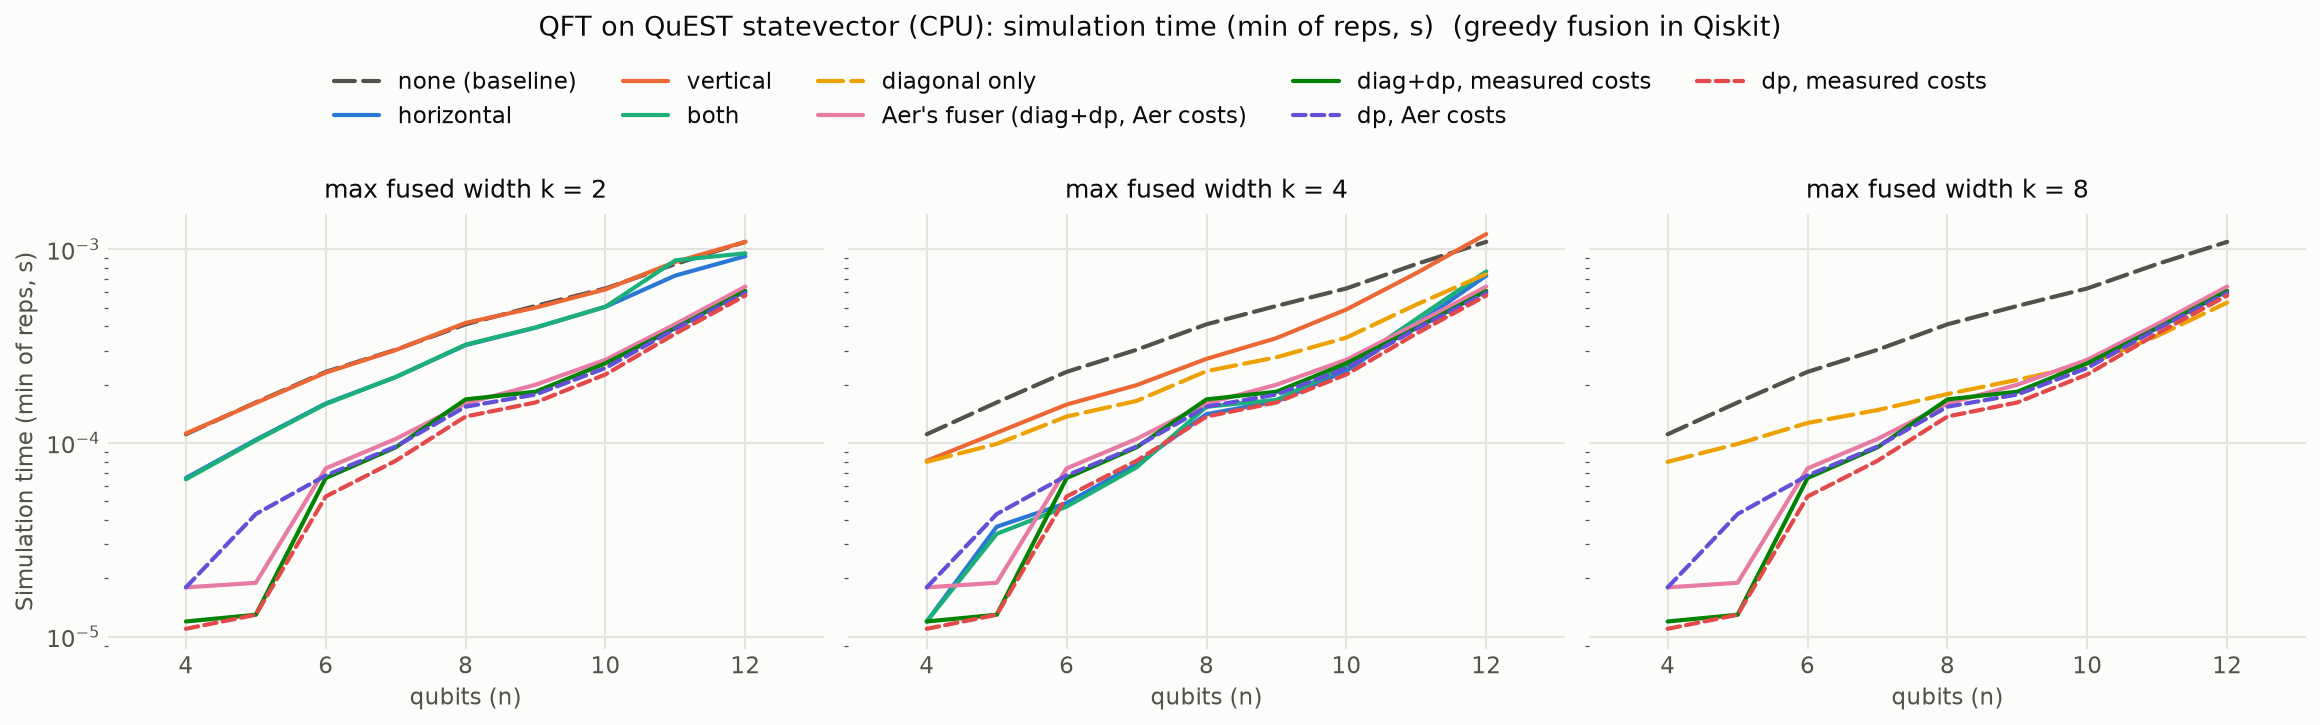 QFT on QuEST statevector (CPU): simulation time (min of reps, s)  (greedy fusion in Qiskit)
none (baseline) vertical diagonal only diag+dp, measured costs dp, measured costs
horizontal both Aer's fuser (diag+dp, Aer costs) dp, Aer costs
max fused width k = 2
max fused width k = 4
max fused width k = 8
Simulation time (min of reps, s)
10⁻³
10⁻⁴
10⁻⁵
4 6 8 10 12
4 6 8 10 12
4 6 8 10 12
qubits (n)
qubits (n)
qubits (n)